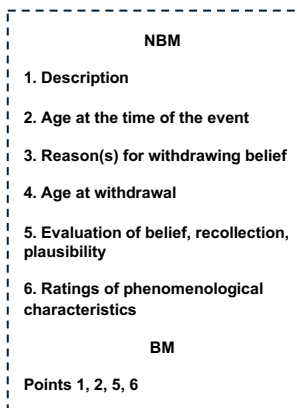 NBM
1. Description
2. Age at the time of the event
3. Reason(s) for withdrawing belief
4. Age at withdrawal
5. Evaluation of belief, recollection,
plausibility
6. Ratings of phenomenological
characteristics
BM
Points 1, 2, 5, 6